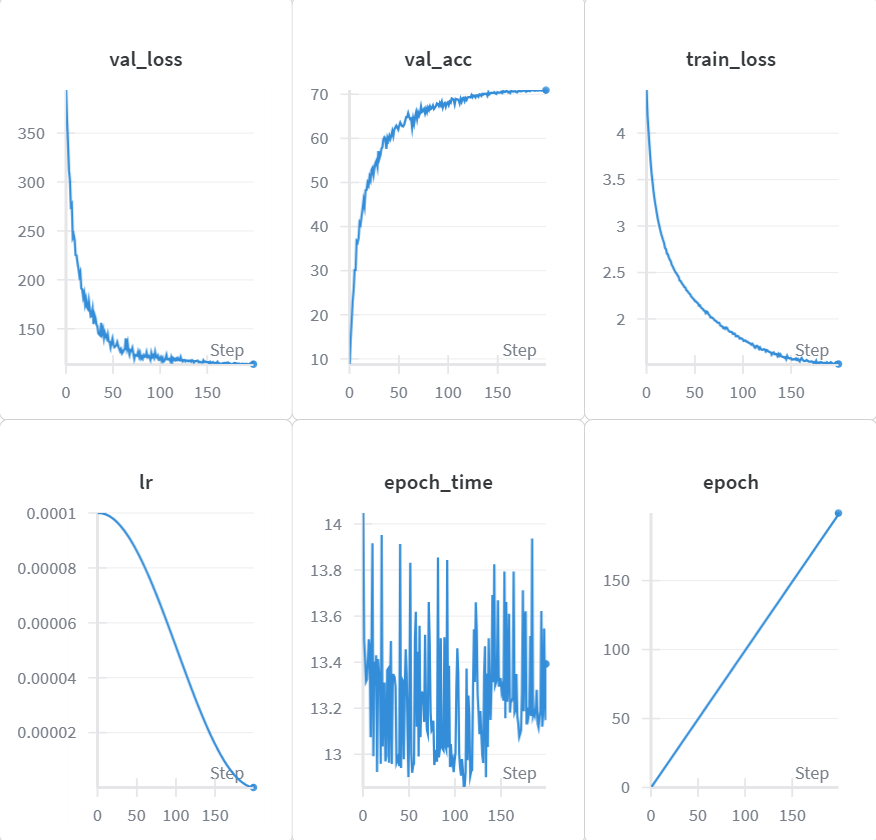 val_loss
350
300
250
200
150
Step
0 50 100 150
val_acc
70
60
50
40
30
20
10
Step
0 50 100 150
train_loss
4
3.5
3
2.5
2
Step
0 50 100 150
lr
0.0001
0.00008
0.00006
0.00004
0.00002
Step
0 50 100 150
epoch_time
14
13.8
13.6
13.4
13.2
13
Step
0 50 100 150
epoch
150
100
50
0
Step
0 50 100 150